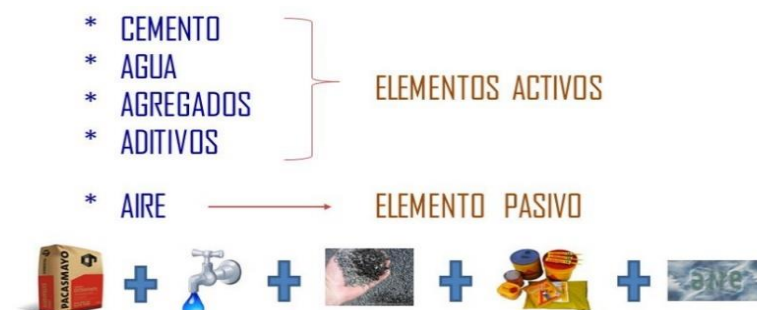 * CEMENTO
* AGUA
* AGREGADOS
* ADITIVOS
ELEMENTOS ACTIVOS
* AIRE
ELEMENTO PASIVO
PACASMAYO
aire